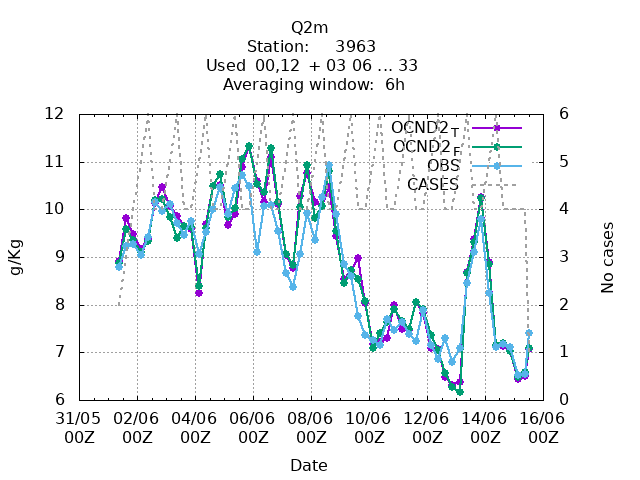 Q2m
Station: 3963
Used 00,12 + 03 06 ... 33
Averaging window: 6h
12
11
10
9
8
7
6
g/Kg
6
5
4
3
2
1
0
No cases
OCND2_T
OCND2_F
OBS
CASES
31/05 02/06 04/06 06/06 08/06 10/06 12/06 14/06 16/06
00Z 00Z 00Z 00Z 00Z 00Z 00Z 00Z 00Z
Date